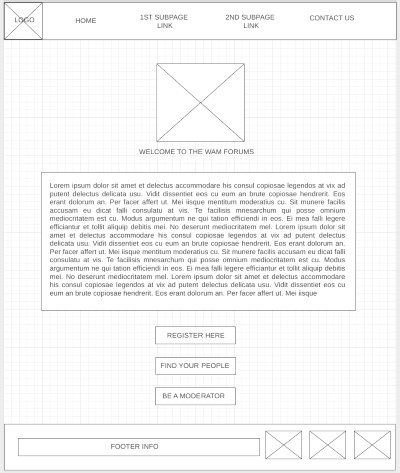 LOGO
HOME
1ST SUBPAGE
LINK
2ND SUBPAGE
LINK
CONTACT US
WELCOME TO THE WAM FORUMS
Lorem ipsum dolor sit amet et delectus accommodare his consul copiosae legendos at vix ad
putent delectus delicata usu. Vidit dissentiet eos cu eum an brute copiosae hendrerit. Eos
erant dolorum an. Per facer affert ut. Mei iisque mentitum moderatius cu. Sit munere facilis
accusam eu dicat falli consulatu at vis. Te facilisis mnesarchum qui posse omnium
mediocritatem est cu. Modus argumentum ne qui tation efficiendi in eos. Ei mea falli legere
efficiantur et tollit aliquip debitis mei. No deserunt mediocritatem mel. Lorem ipsum dolor sit
amet et delectus accommodare his consul copiosae legendos at vix ad putent delectus
delicata usu. Vidit dissentiet eos cu eum an brute copiosae hendrerit. Eos erant dolorum an.
Per facer affert ut. Mei iisque mentitum moderatius cu. Sit munere facilis accusam eu dicat falli
consulatu at vis. Te facilisis mnesarchum qui posse omnium mediocritatem est cu. Modus
argumentum ne qui tation efficiendi in eos. Ei mea falli legere efficiantur et tollit aliquip debitis
mei. No deserunt mediocritatem mel. Lorem ipsum dolor sit amet et delectus accommodare
his consul copiosae legendos at vix ad putent delectus delicata usu. Vidit dissentiet eos cu
eum an brute copiosae hendrerit. Eos erant dolorum an. Per facer affert ut. Mei iisque
REGISTER HERE
FIND YOUR PEOPLE
BE A MODERATOR
FOOTER INFO